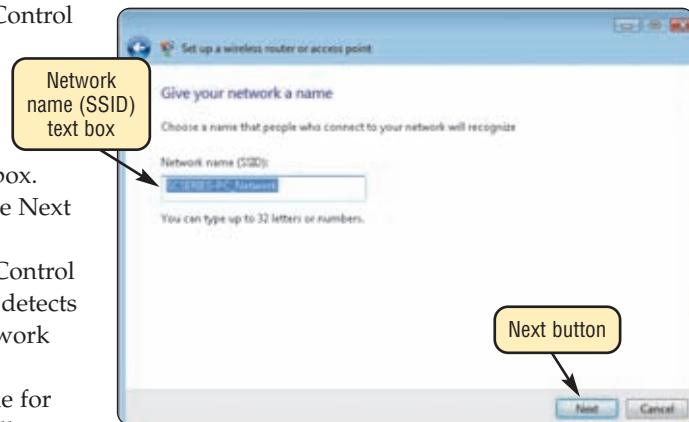 Control
box.
e Next
Control
detects
work
e for
Network
name (SSID)
text box
Set up a wireless router or access point
Give your network a name
Choose a name that people who connect to your network will recognize
Network name (SSID):
You can type up to 32 letters or numbers.
Next button
Next
Cancel